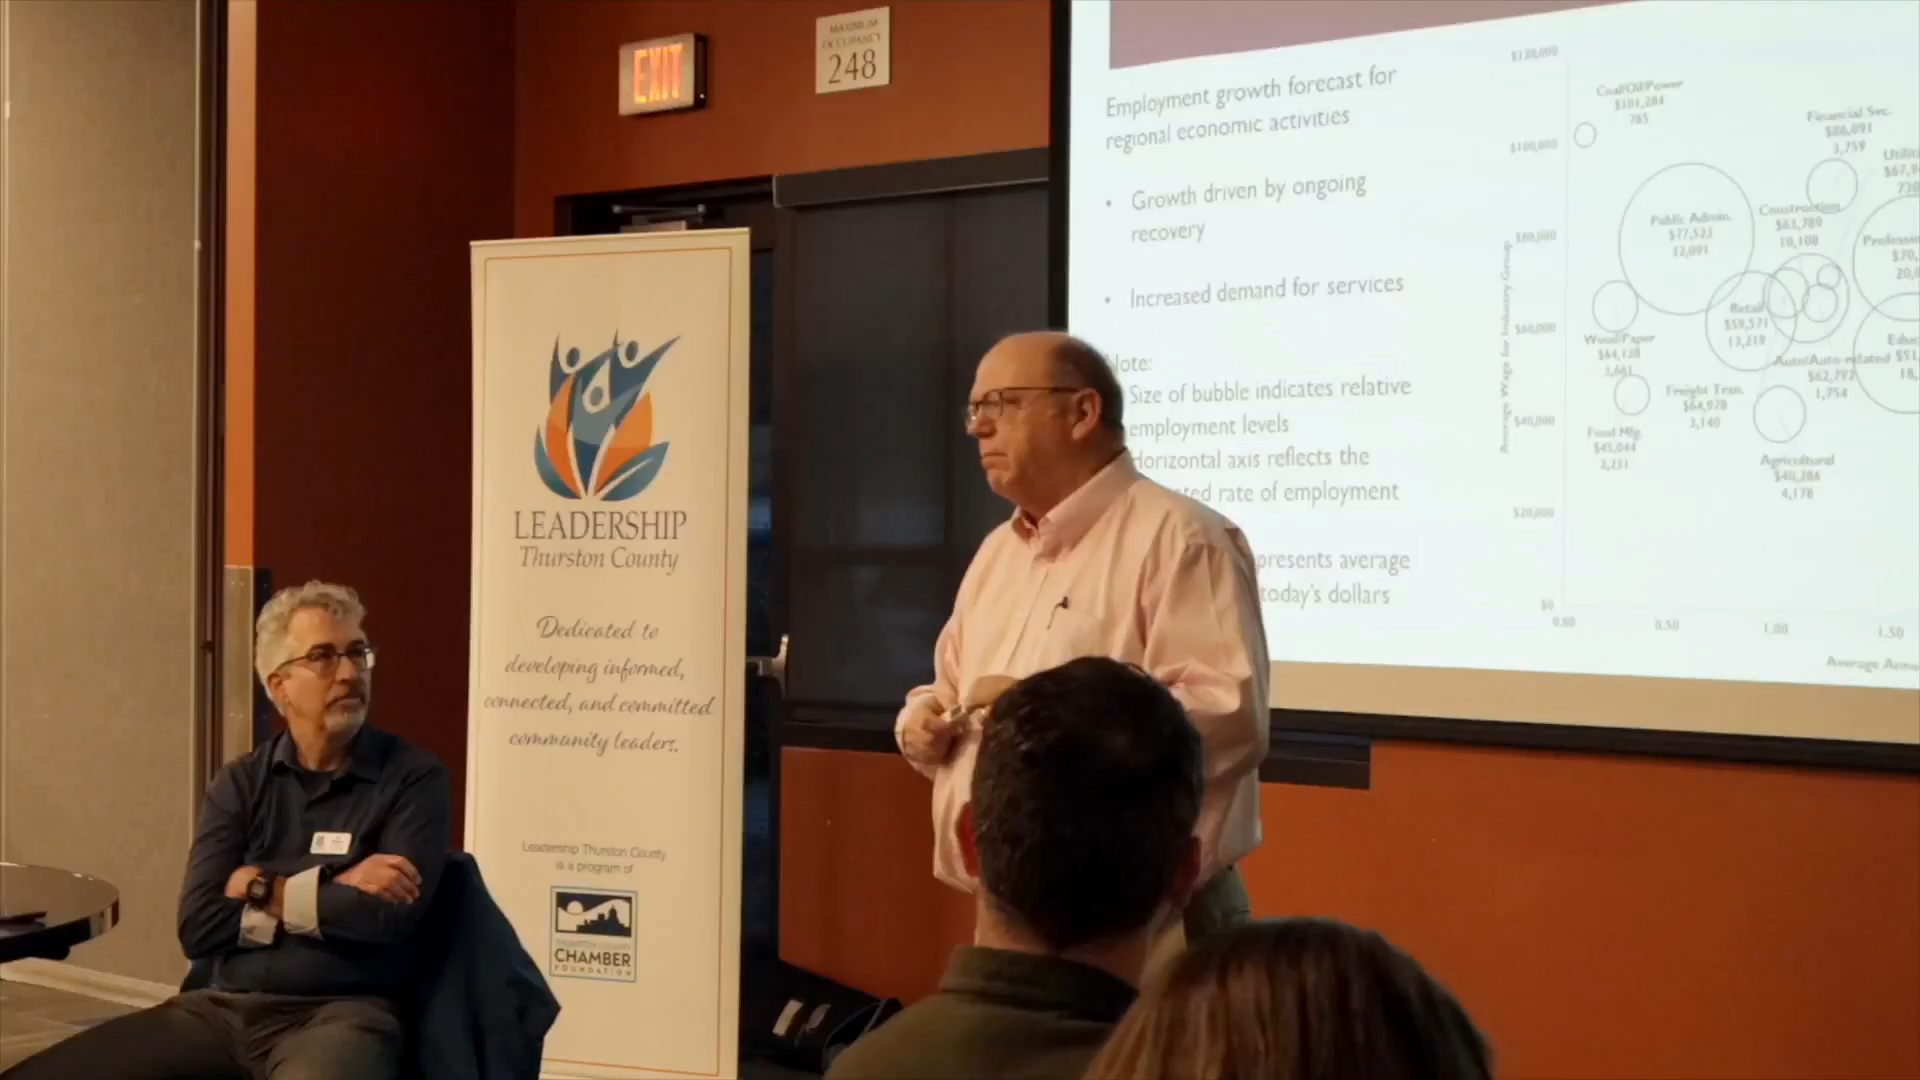 EXIT
MAXIMUM
OCCUPANCY
248
LEADERSHIP
Thurston County
Dedicated to
developing informed,
connected, and committed
community leaders.
Leadership Thurston County
is a program of
THURSTON COUNTY
CHAMBER
FOUNDATION
Employment growth forecast for
regional economic activities
• Growth driven by ongoing
recovery
• Increased demand for services
Note:
Size of bubble indicates relative
employment levels
Horizontal axis reflects the
rate of employment
average
today's dollars
Average Wage for Industry Group
$120,000
$100,000
$80,000
$60,000
$40,000
$20,000
$0
0.00
0.50
1.00
1.50
Average
Coal/Oil/Power
$101,284
765
Financial Svc.
$86,091
3,759
Public Admin.
$77,523
Construction
$63,789
10,108
Retail
$59,571
13,219
Wood/Paper
$64,128
3,661
Auto/Auto-related
$62,792
1,754
Freight Tran.
$64,978
3,140
Food Mfg.
$45,044
2,231
Agricultural
$40,286
4,178